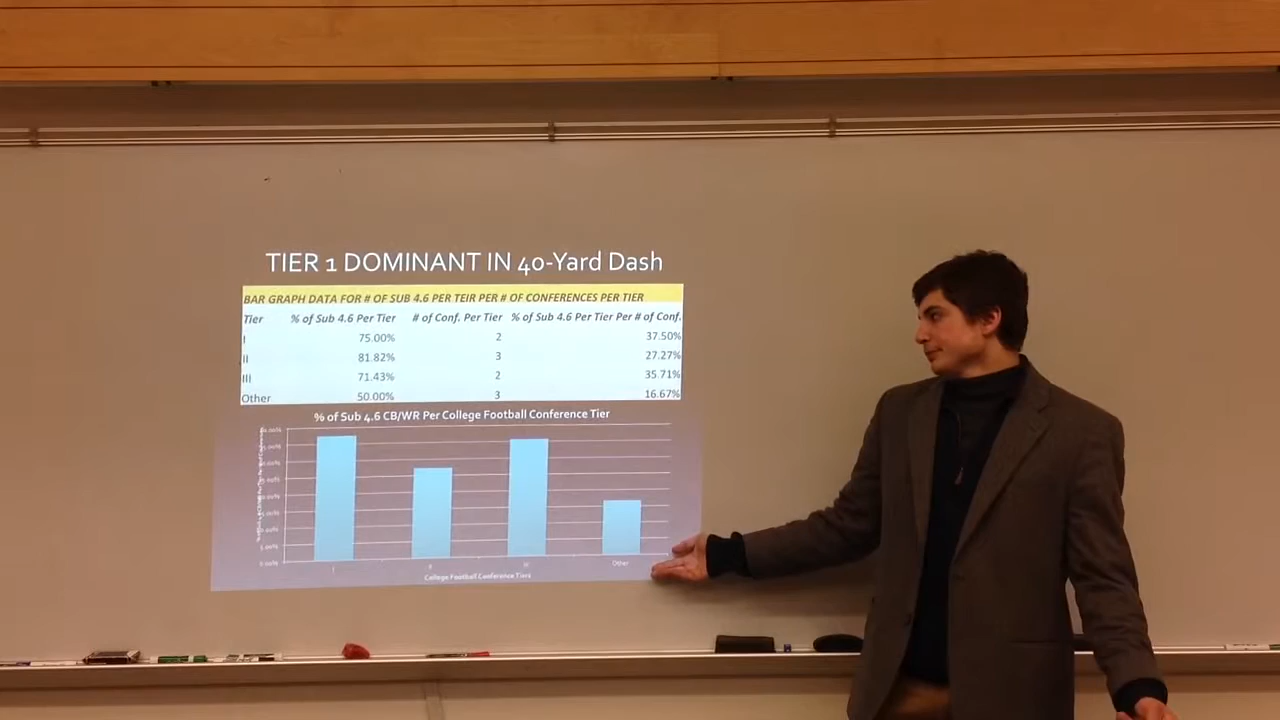 TIER 1 DOMINANT IN 40-Yard Dash
BAR GRAPH DATA FOR # OF SUB 4.6 PER TEIR PER # OF CONFERENCES PER TIER
Tier % of Sub 4.6 Per Tier # of Conf. Per Tier % of Sub 4.6 Per Tier Per # of Conf.
I 75.00% 2 37.50%
II 81.82% 3 27.27%
III 71.43% 2 35.71%
Other 50.00% 3 16.67%
% of Sub 4.6 CB/WR Per College Football Conference Tier
I II III Other
College Football Conference Tiers